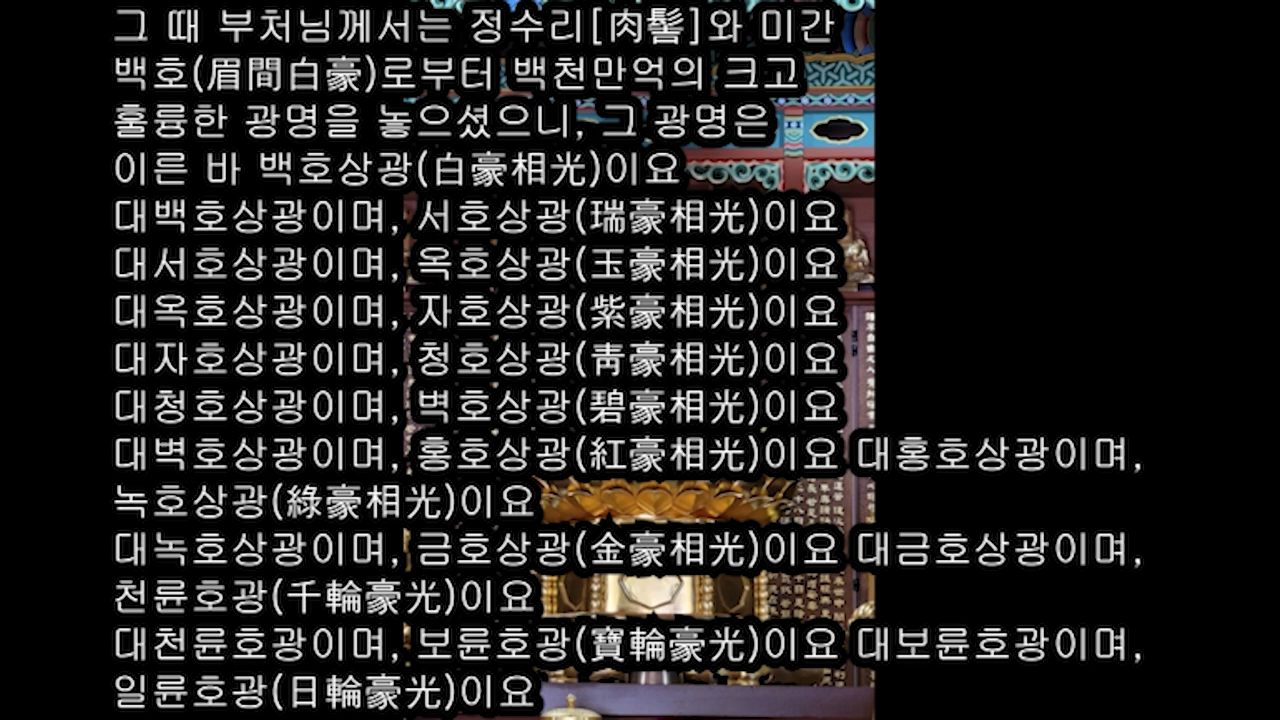 그 때 부처님께서는 정수리[肉髻]와 미간
백호(眉間白豪)로부터 백천만억의 크고
훌륭한 광명을 놓으셨으니, 그 광명은
이른 바 백호상광(白豪相光)이요
대백호상광이며, 서호상광(瑞豪相光)이요
대서호상광이며, 옥호상광(玉豪相光)이요
대옥호상광이며, 자호상광(紫豪相光)이요
대자호상광이며, 청호상광(靑豪相光)이요
대청호상광이며, 벽호상광(碧豪相光)이요
대벽호상광이며, 홍호상광(紅豪相光)이요 대홍호상광이며,
녹호상광(綠豪相光)이요
대녹호상광이며, 금호상광(金豪相光)이요 대금호상광이며,
천륜호광(千輪豪光)이요
대천륜호광이며, 보륜호광(寶輪豪光)이요 대보륜호광이며,
일륜호광(日輪豪光)이요